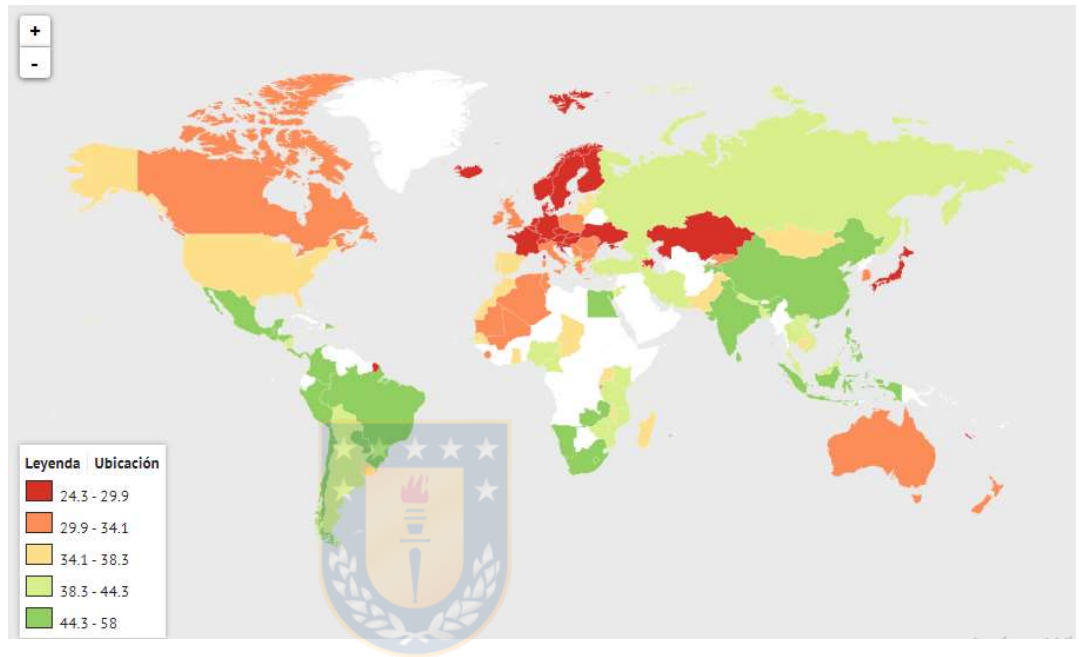 +
-
Leyenda Ubicación
24.3 - 29.9
29.9 - 34.1
34.1 - 38.3
38.3 - 44.3
44.3 - 58